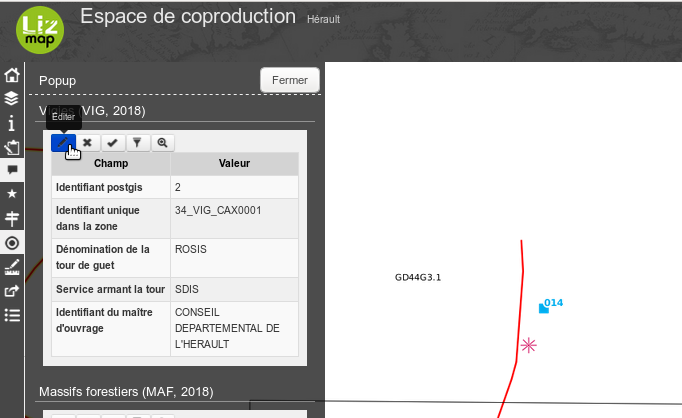 Liz
map
Espace de coproduction Hérault
Popup
Fermer
(VIG, 2018)
Éditer
Champ Valeur
Identifiant postgis 2
Identifiant unique dans la zone 34_VIG_CAX0001
Dénomination de la tour de guet ROSIS
Service armant la tour SDIS
Identifiant du maître d'ouvrage CONSEIL DEPARTEMENTAL DE L'HERAULT
Massifs forestiers (MAF, 2018)
GD44G3.1
014